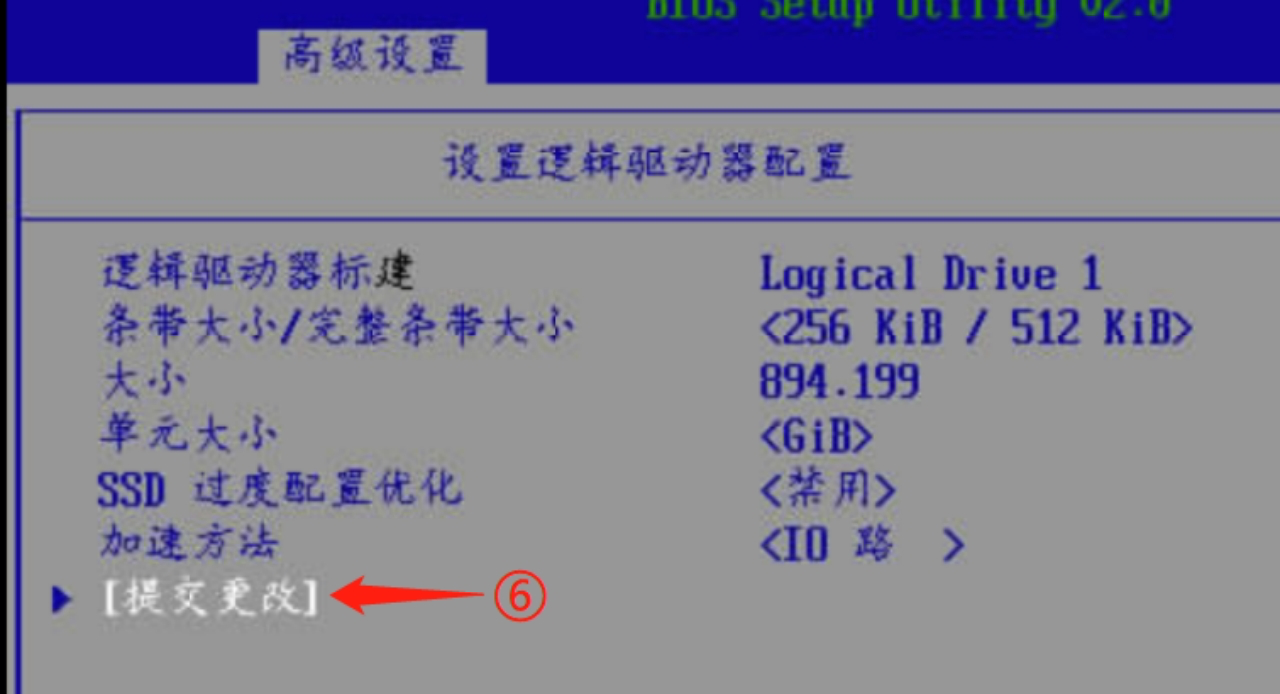 BIOS Setup Utility V2.0
高级设置
设置逻辑驱动器配置
逻辑驱动器标建 Logical Drive 1
条带大小/完整条带大小 <256 KiB / 512 KiB>
大小 894.199
单元大小 <GiB>
SSD 过度配置优化 <禁用>
加速方法 <IO 路 >
[提交更改] ⑥